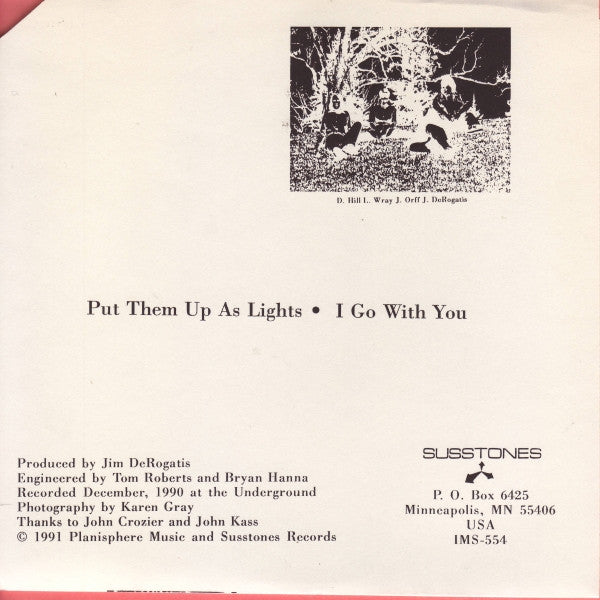 D. Hill L. Wray J. Orff J. DeRogatis
Put Them Up As Lights • I Go With You
Produced by Jim DeRogatis
Engineered by Tom Roberts and Bryan Hanna
Recorded December, 1990 at the Underground
Photography by Karen Gray
Thanks to John Crozier and John Kass
© 1991 Planisphere Music and Susstones Records
SUSSTONES
P. O. Box 6425
Minneapolis, MN 55406
USA
IMS-554